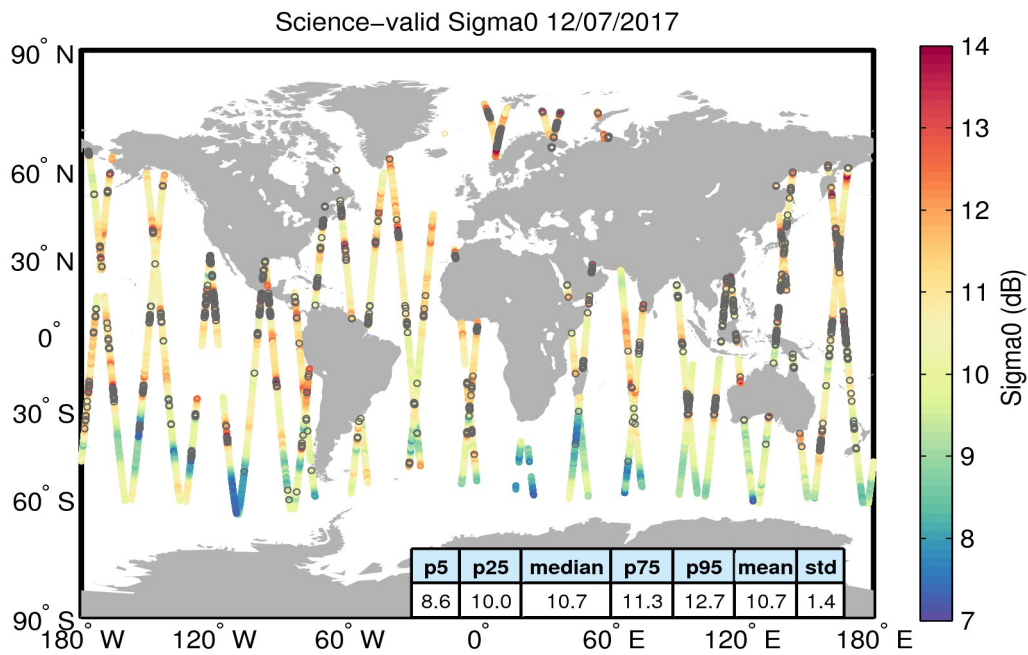 Science−valid Sigma0 12/07/2017
90° N
60° N
30° N
0°
30° S
60° S
90° S
180° W
120° W
60° W
0°
60° E
120° E
180° E
p5 p25 median p75 p95 mean std
8.6 10.0 10.7 11.3 12.7 10.7 1.4
14
13
12
11
10
9
8
7
Sigma0 (dB)